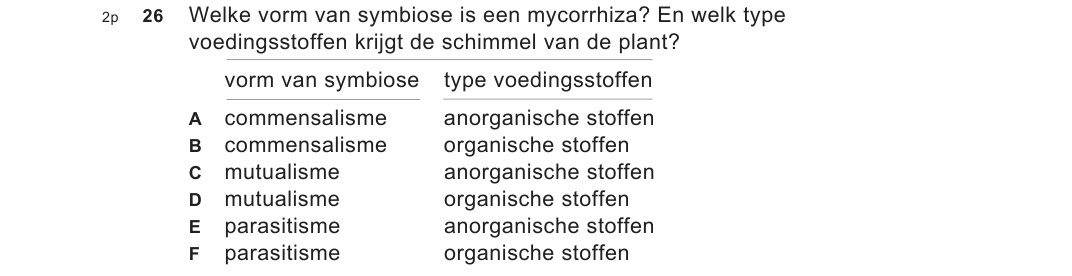 2p 26 Welke vorm van symbiose is een mycorrhiza? En welk type
voedingsstoffen krijgt de schimmel van de plant?
vorm van symbiose type voedingsstoffen
A commensalisme anorganische stoffen
B commensalisme organische stoffen
C mutualisme anorganische stoffen
D mutualisme organische stoffen
E parasitisme anorganische stoffen
F parasitisme organische stoffen